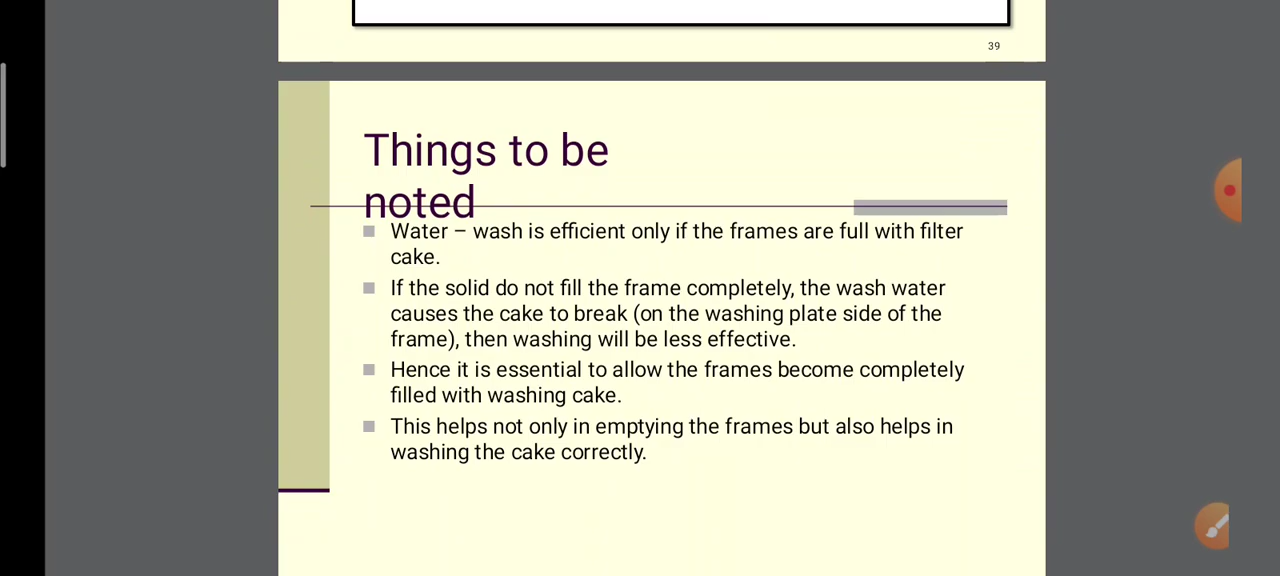 39
Things to be
noted
Water – wash is efficient only if the frames are full with filter
cake.
If the solid do not fill the frame completely, the wash water
causes the cake to break (on the washing plate side of the
frame), then washing will be less effective.
Hence it is essential to allow the frames become completely
filled with washing cake.
This helps not only in emptying the frames but also helps in
washing the cake correctly.